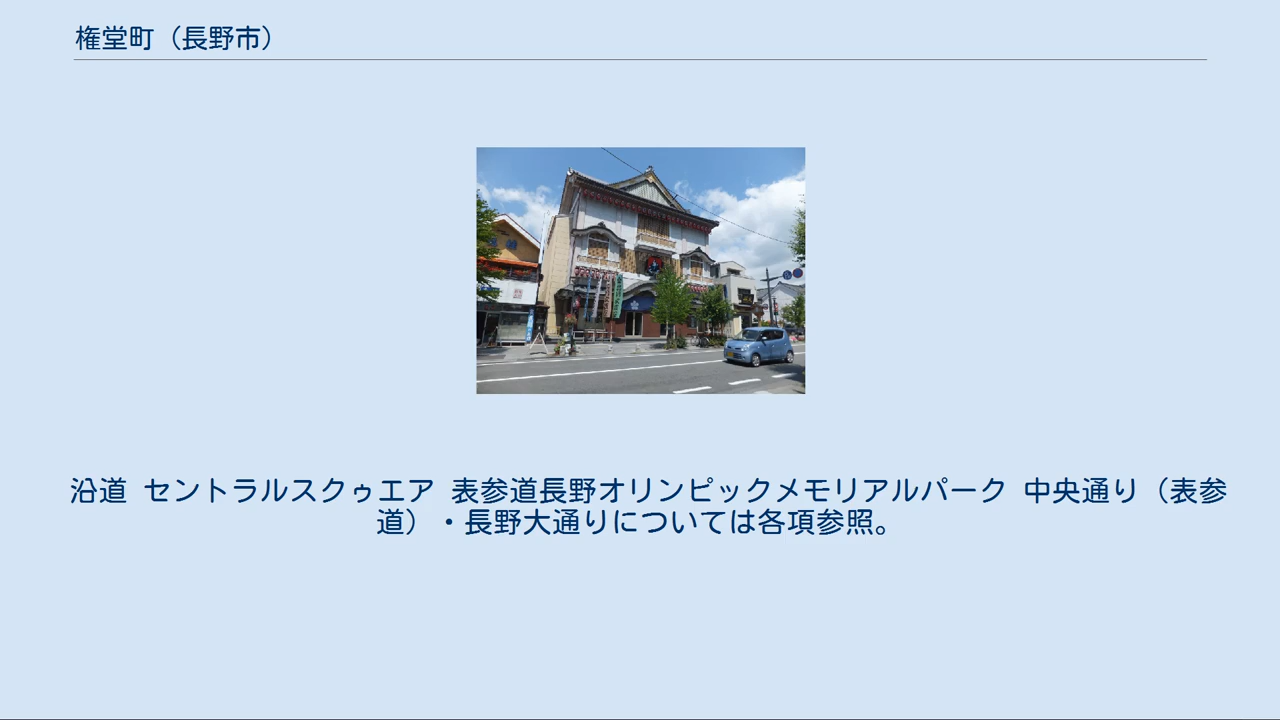 権堂町（長野市）
沿道 セントラルスクゥエア 表参道長野オリンピックメモリアルパーク 中央通り（表参
道）・長野大通りについては各項参照。